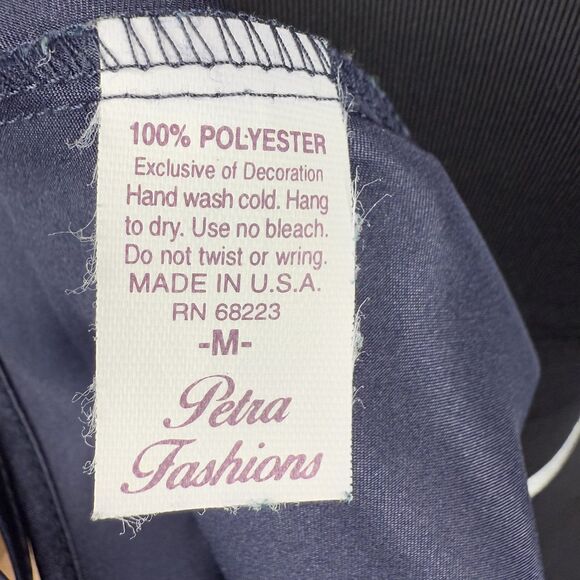 100% POLYESTER
Exclusive of Decoration
Hand wash cold. Hang
to dry. Use no bleach.
Do not twist or wring.
MADE IN U.S.A.
RN 68223
-M-
Petra
Fashions